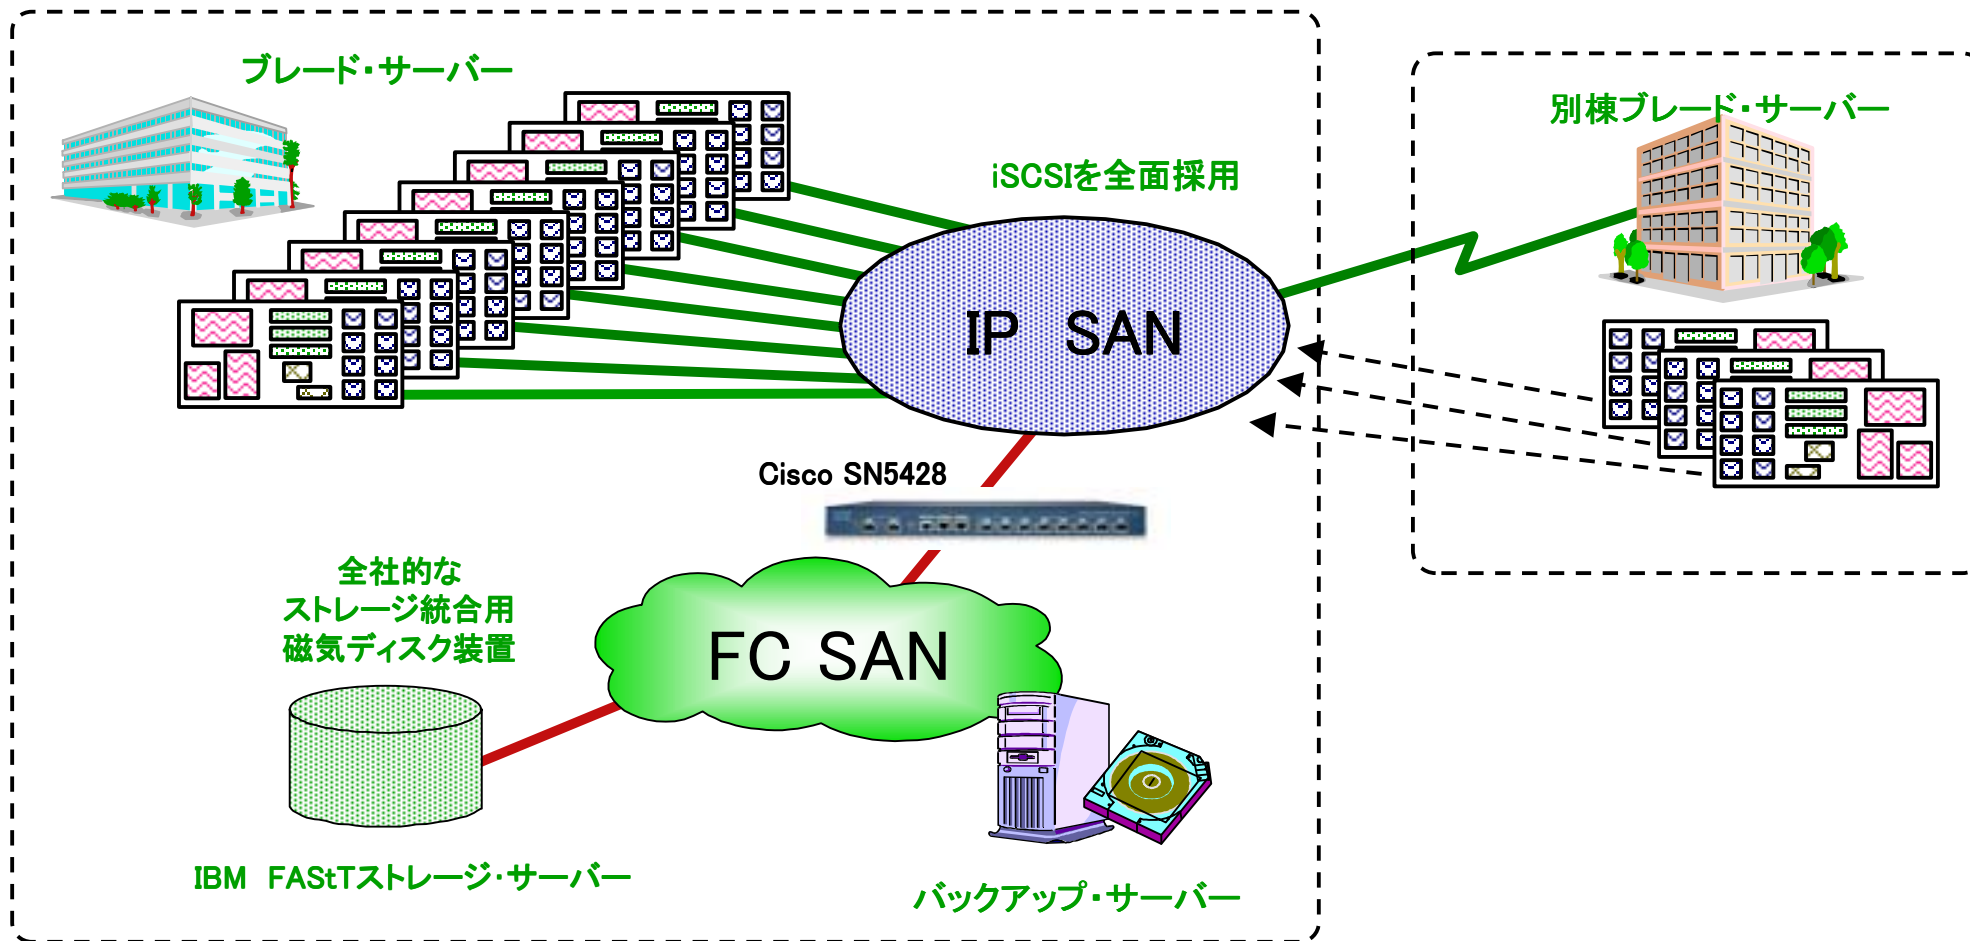 ブレード・サーバー
別棟ブレード・サーバー
iSCSIを全面採用
IP SAN
Cisco SN5428
全社的な
ストレージ統合用
磁気ディスク装置
FC SAN
IBM FAStTストレージ・サーバー
バックアップ・サーバー